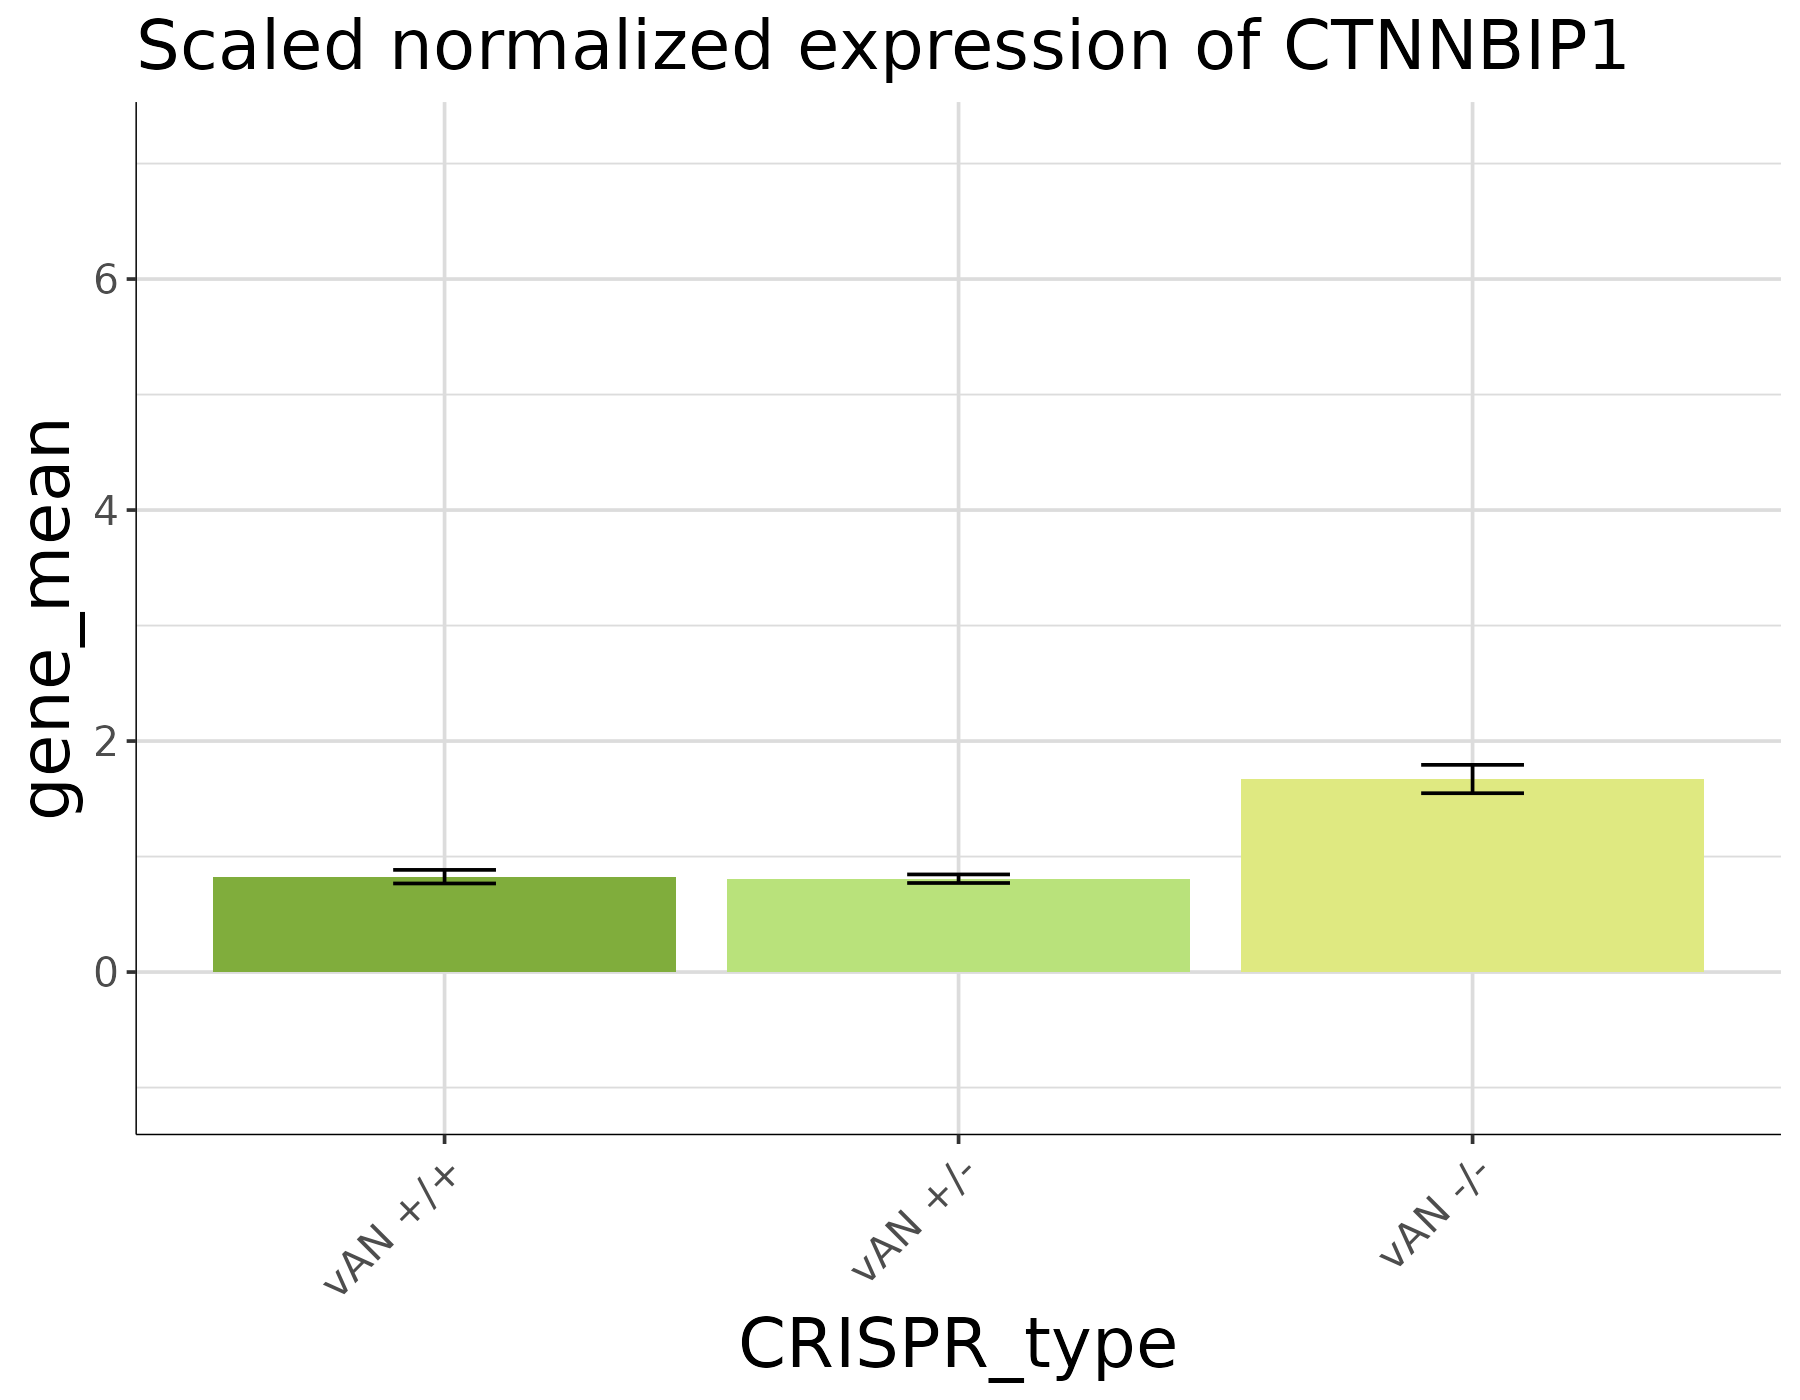 Scaled normalized expression of CTNNBIP1
gene_mean
6
4
2
0
vAN +/+
vAN +/-
vAN -/-
CRISPR_type